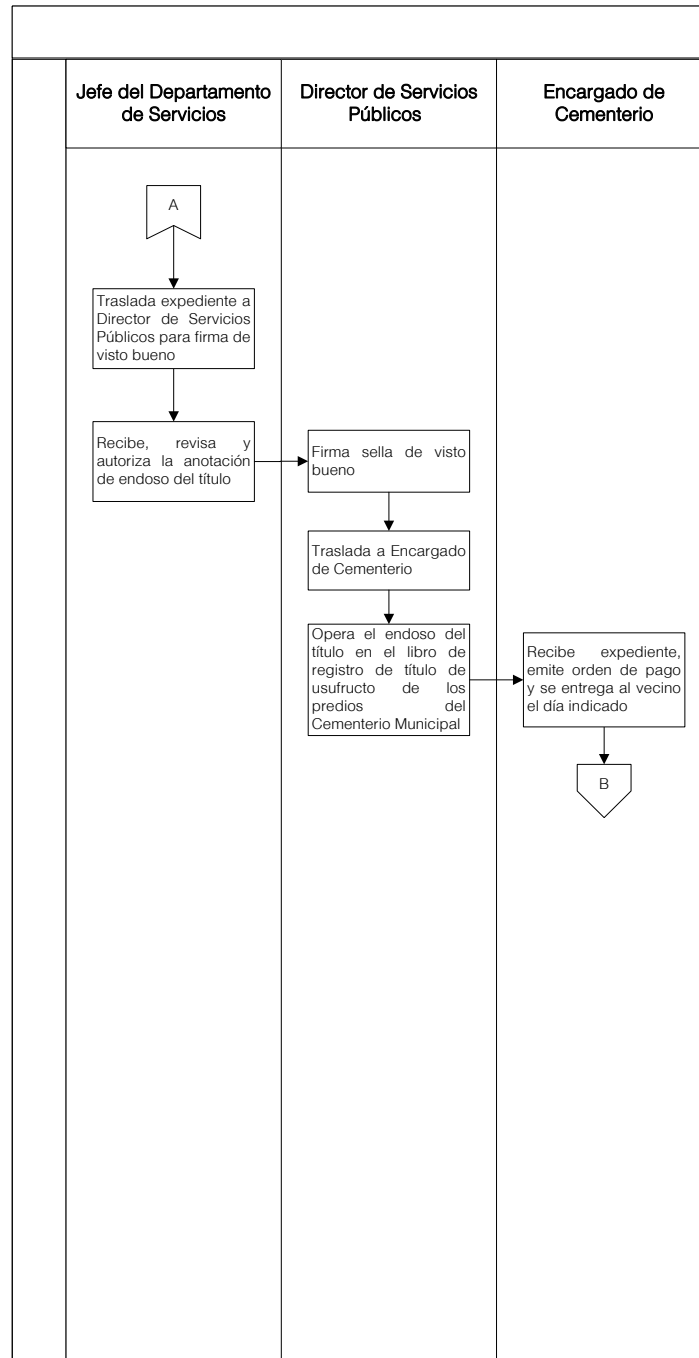 Jefe del Departamento
de Servicios
Director de Servicios
Públicos
Encargado de
Cementerio
A
Traslada expediente a
Director de Servicios
Públicos para firma de
visto bueno
Recibe, revisa y
autoriza la anotación
de endoso del título
Firma sella de visto
bueno
Traslada a Encargado
de Cementerio
Opera el endoso del
título en el libro de
registro de título de
usufructo de los
predios del
Cementerio Municipal
Recibe expediente,
emite orden de pago
y se entrega al vecino
el día indicado
B